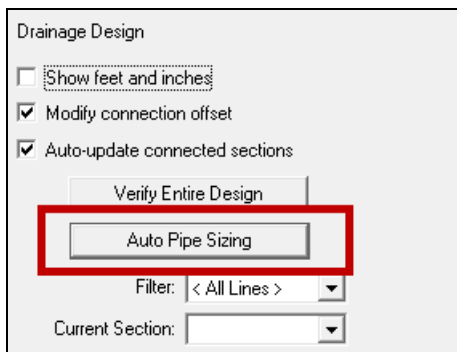 Drainage Design
Show feet and inches
Modify connection offset
Auto-update connected sections
Verify Entire Design
Auto Pipe Sizing
Filter: < All Lines >
Current Section: